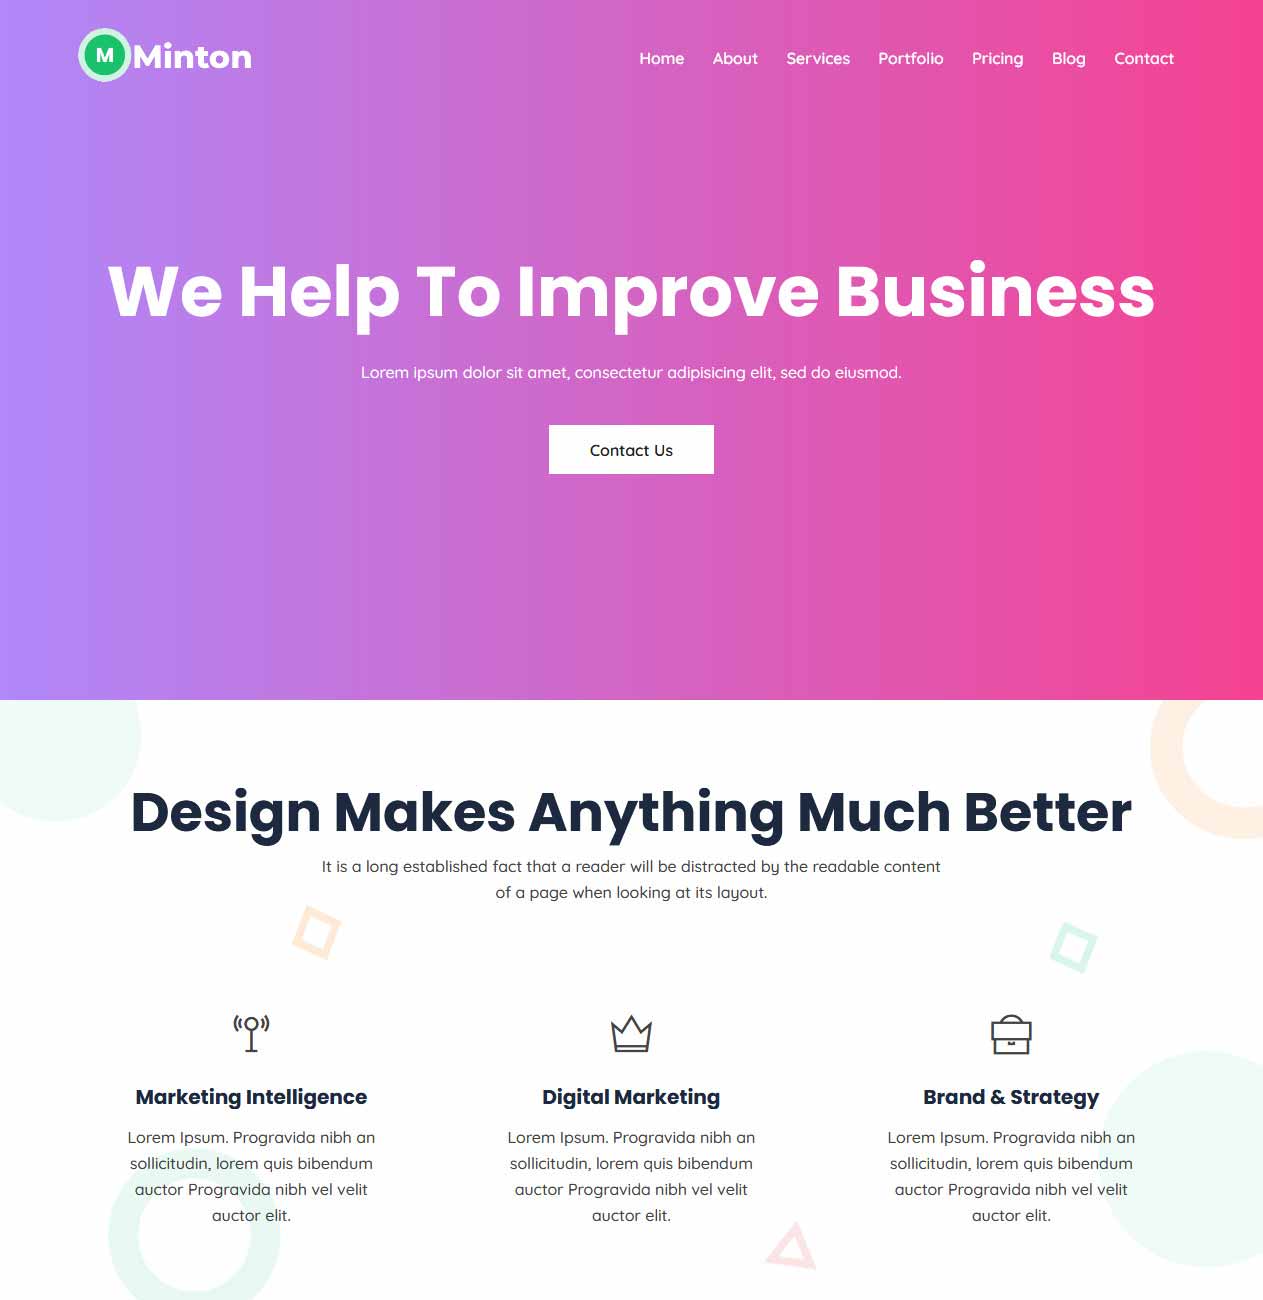 M Minton
Home About Services Portfolio Pricing Blog Contact
We Help To Improve Business
Lorem ipsum dolor sit amet, consectetur adipisicing elit, sed do eiusmod.
Contact Us
Design Makes Anything Much Better
It is a long established fact that a reader will be distracted by the readable content
of a page when looking at its layout.
Marketing Intelligence
Lorem Ipsum. Progravida nibh an
sollicitudin, lorem quis bibendum
auctor Progravida nibh vel velit
auctor elit.
Digital Marketing
Lorem Ipsum. Progravida nibh an
sollicitudin, lorem quis bibendum
auctor Progravida nibh vel velit
auctor elit.
Brand & Strategy
Lorem Ipsum. Progravida nibh an
sollicitudin, lorem quis bibendum
auctor Progravida nibh vel velit
auctor elit.